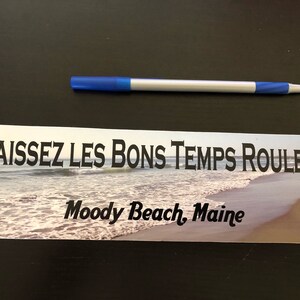 AISSEZ LES BONS TEMPS ROULE
Moody Beach, Maine